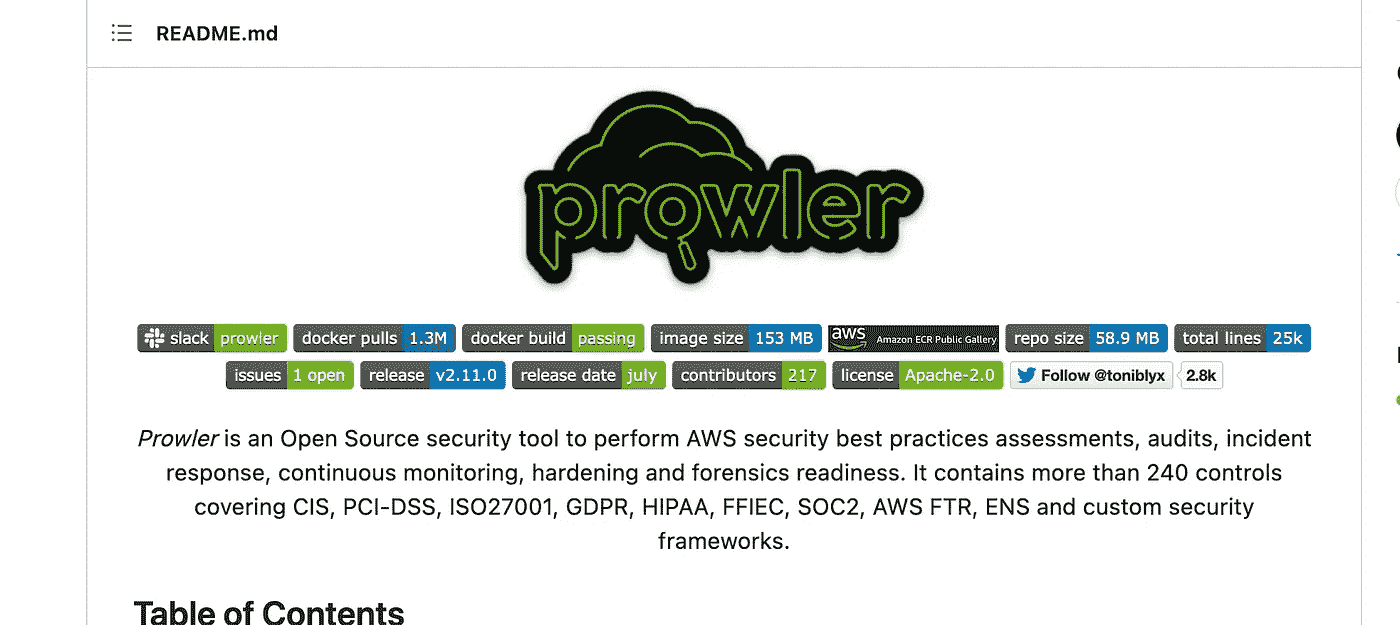 README.md
prowler
slack prowler docker pulls 1.3M docker build passing image size 153 MB aws Amazon ECR Public Gallery repo size 58.9 MB total lines 25k
issues 1 open release v2.11.0 release date july contributors 217 license Apache-2.0 Follow @toniblyx 2.8k
Prowler is an Open Source security tool to perform AWS security best practices assessments, audits, incident
response, continuous monitoring, hardening and forensics readiness. It contains more than 240 controls
covering CIS, PCI-DSS, ISO27001, GDPR, HIPAA, FFIEC, SOC2, AWS FTR, ENS and custom security
frameworks.
Table of Contents